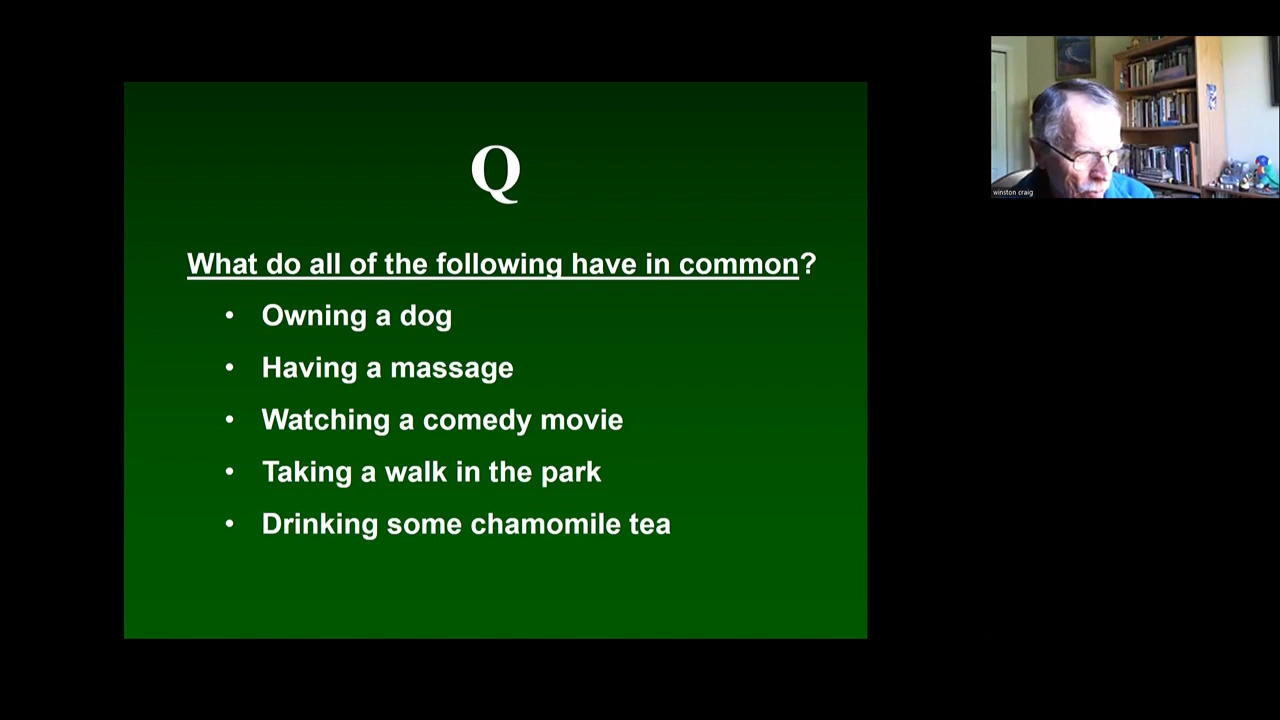 Q
What do all of the following have in common?
• Owning a dog
• Having a massage
• Watching a comedy movie
• Taking a walk in the park
• Drinking some chamomile tea
winston craig